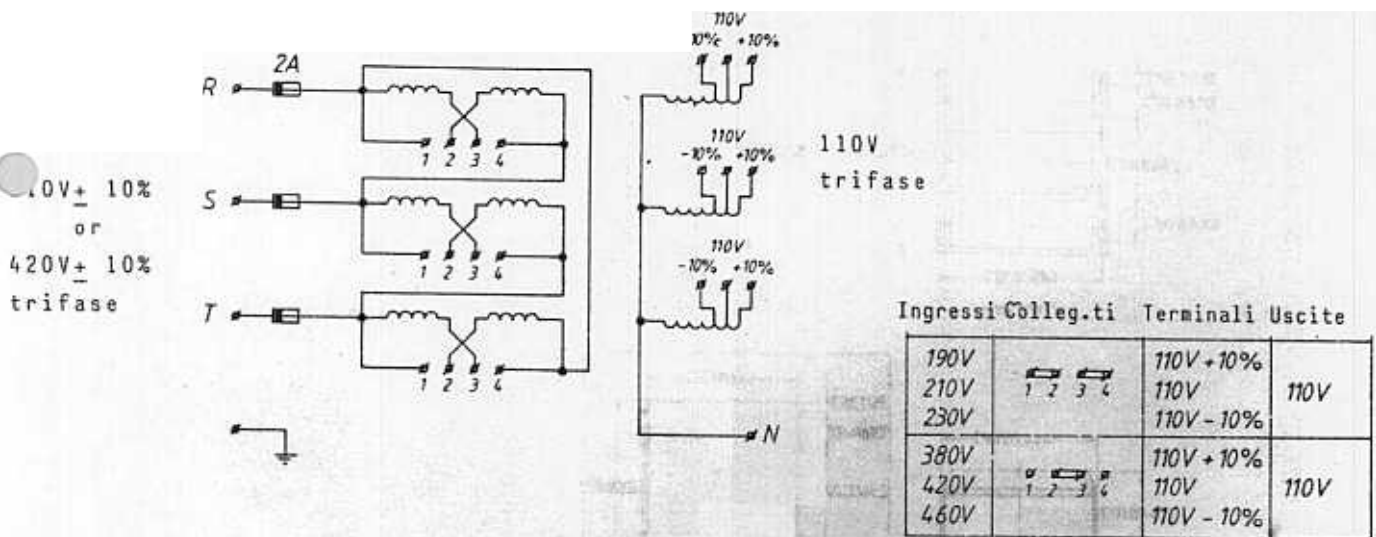 110V
10% +10%
R 2A
1 2 3 4
110V
-10% +10%
110V
trifase
10V± 10%
or
420V± 10%
trifase
S
1 2 3 4
110V
-10% +10%
T
1 2 3 4
N
Ingressi Colleg.ti Terminali Uscite
190V 110V +10%
210V 1 2 3 4 110V 110V
230V 110V -10%
380V 110V +10%
420V 1 2 3 4 110V 110V
460V 110V -10%